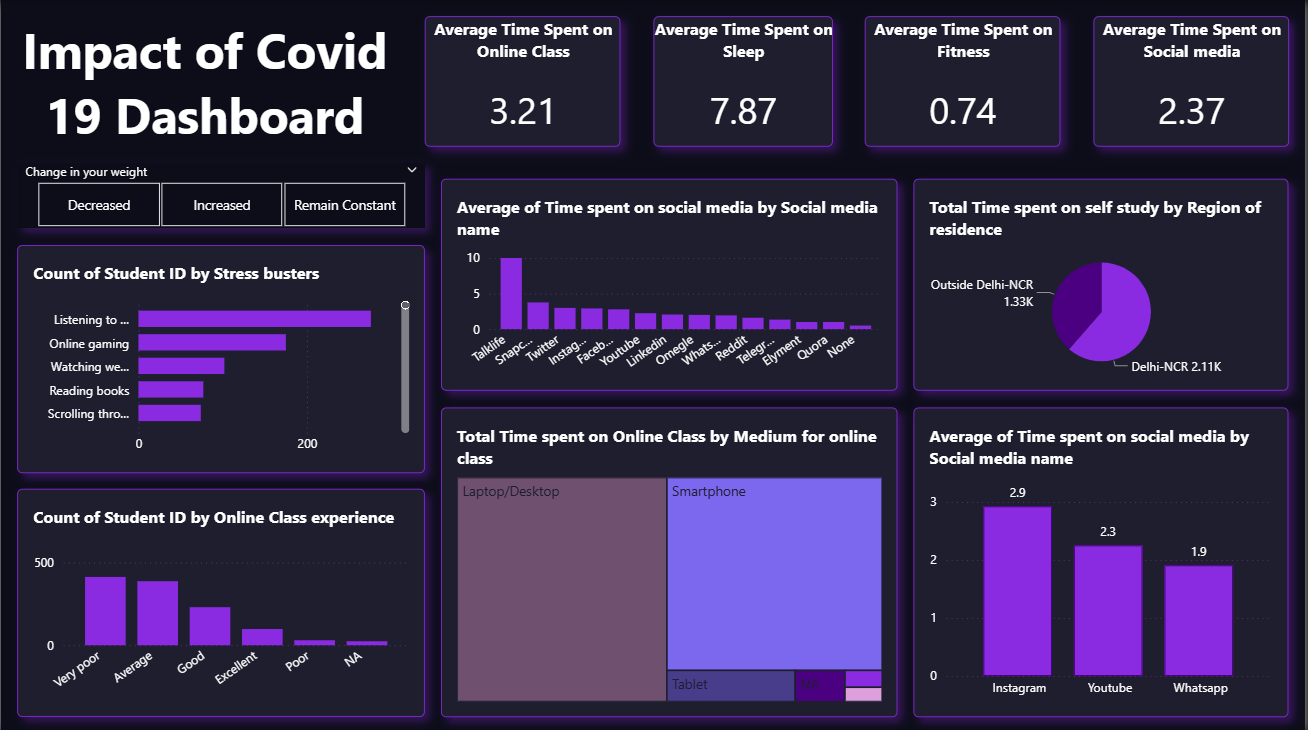 Impact of Covid
19 Dashboard
Average Time Spent on
Online Class
3.21
Average Time Spent on
Sleep
7.87
Average Time Spent on
Fitness
0.74
Average Time Spent on
Social media
2.37
Change in your weight
Decreased
Increased
Remain Constant
Count of Student ID by Stress busters
Listening to ...
Online gaming
Watching we...
Reading books
Scrolling thro...
0
200
Count of Student ID by Online Class experience
500
0
Very poor
Average
Good
Excellent
Poor
NA
Average of Time spent on social media by Social media
name
10
5
0
Talklife
Snapc...
Twitter
Instag...
Faceb...
Youtube
Linkedin
Omegle
Whats...
Reddit
Telegr...
Elyment
Quora
None
Total Time spent on self study by Region of
residence
Outside Delhi-NCR
1.33K
Delhi-NCR 2.11K
Total Time spent on Online Class by Medium for online
class
Laptop/Desktop
Smartphone
Tablet
Average of Time spent on social media by
Social media name
3
2
1
0
2.9
2.3
1.9
Instagram
Youtube
Whatsapp